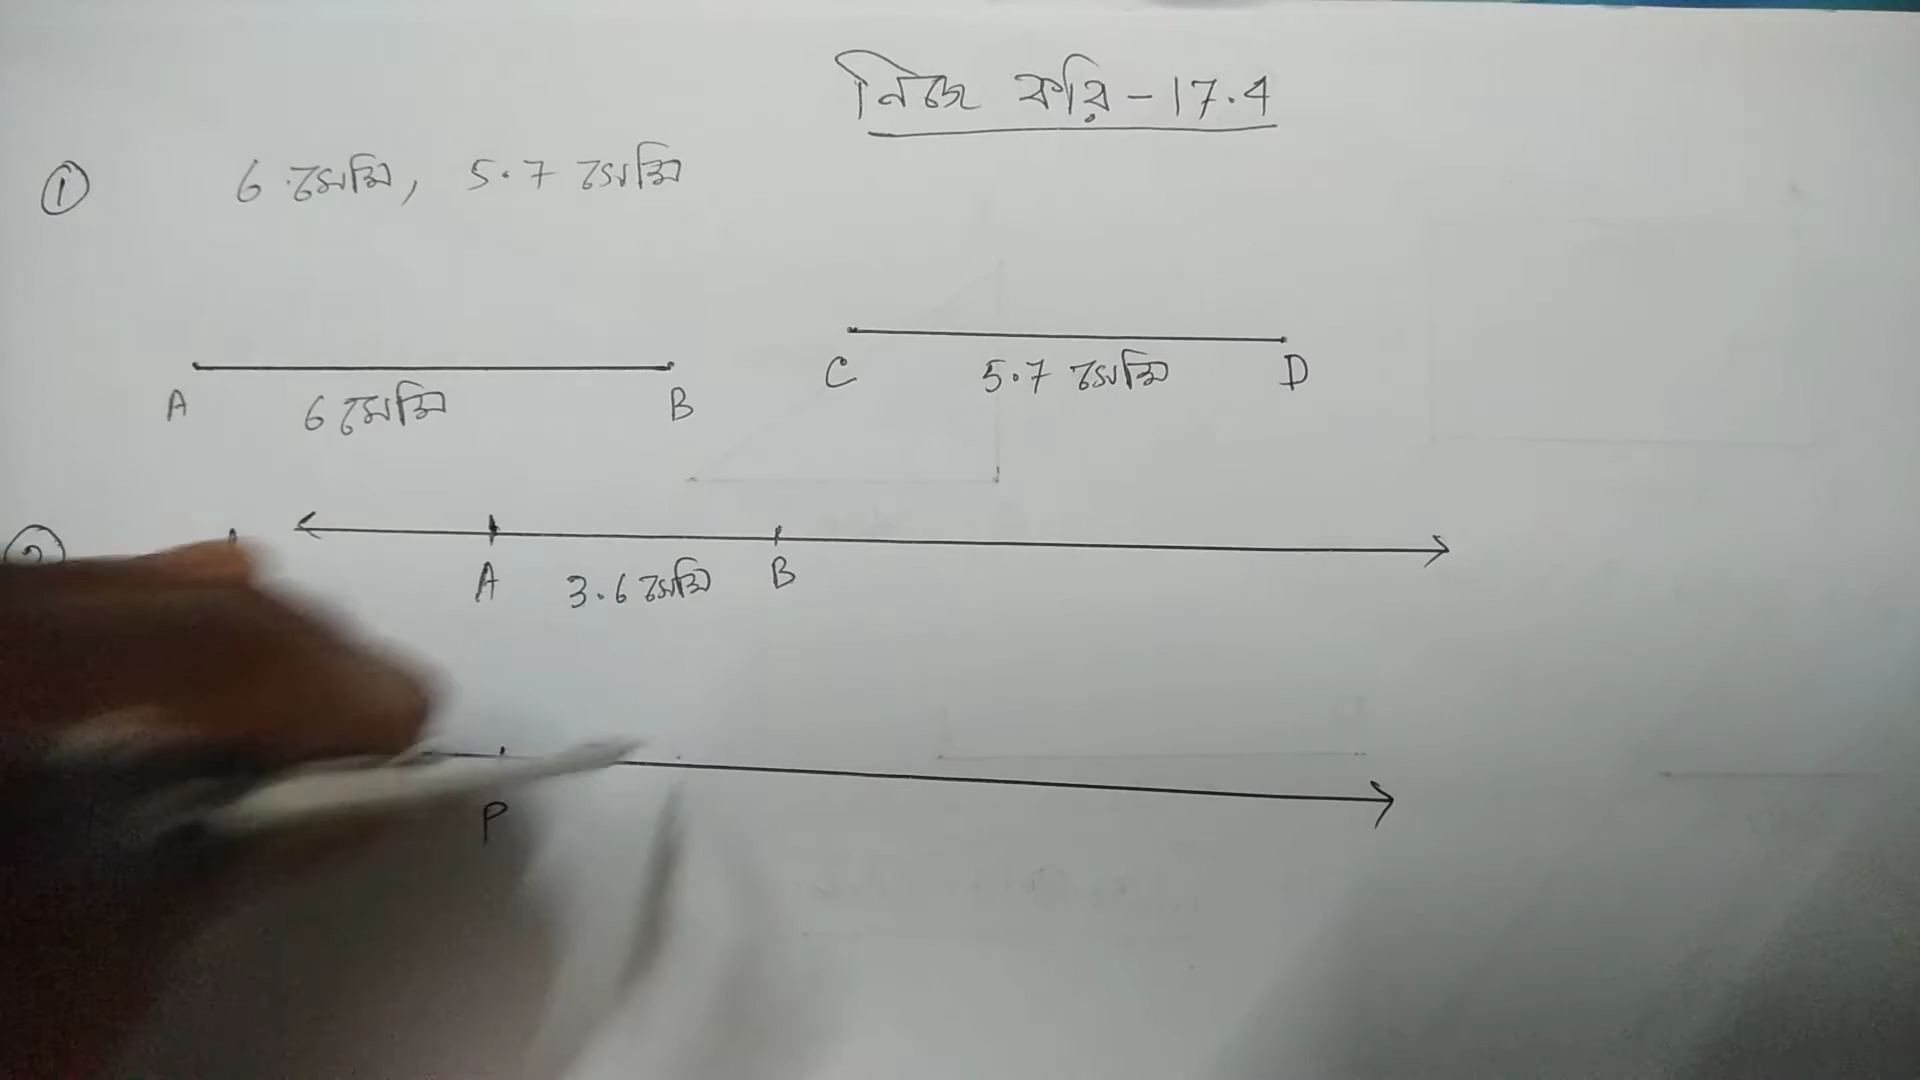 নিজে করি - 17.4
① 6 সেমি, 5.7 সেমি
C 5.7 সেমি D
A 6 সেমি B
A 3.6 সেমি B
P